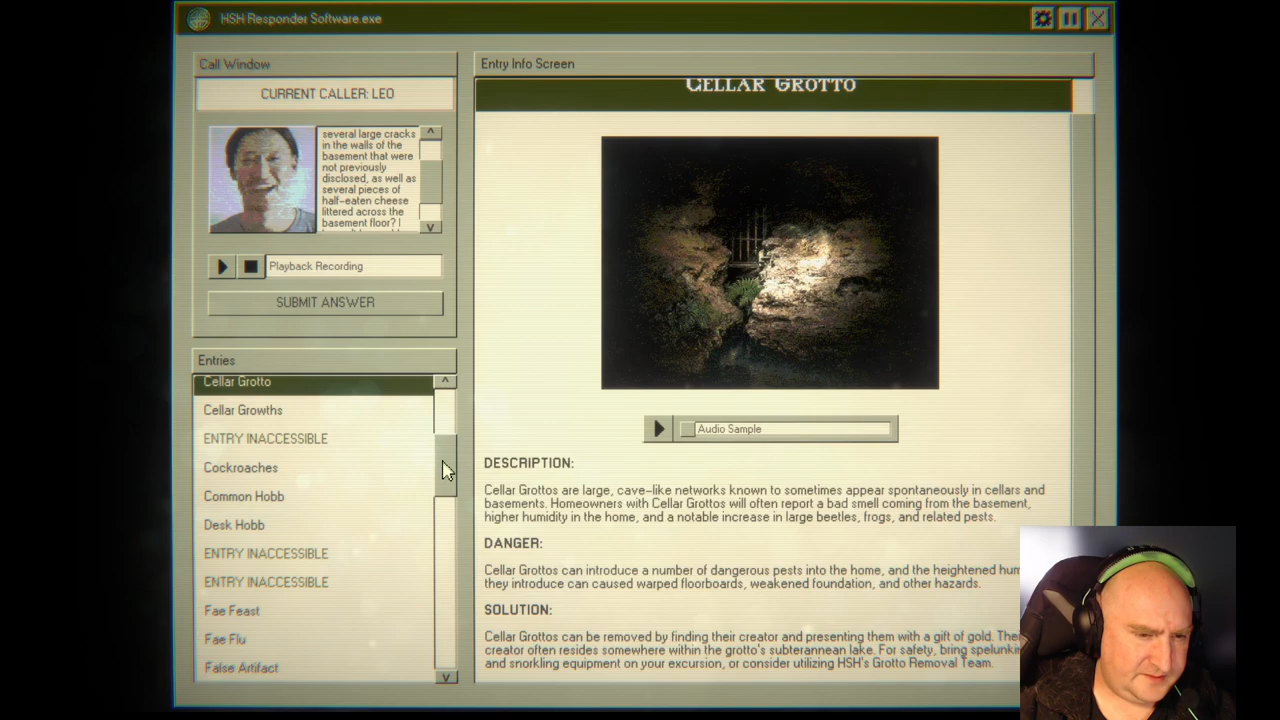 HSH Responder Software.exe
Call Window
CURRENT CALLER: LEO
several large cracks
in the walls of the
basement that were
not previously
disclosed, as well as
several pieces of
half-eaten cheese
littered across the
basement floor? I
Playback Recording
SUBMIT ANSWER
Entries
Cellar Grotto
Cellar Growths
ENTRY INACCESSIBLE
Cockroaches
Common Hobb
Desk Hobb
ENTRY INACCESSIBLE
ENTRY INACCESSIBLE
Fae Feast
Fae Flu
False Artifact
Entry Info Screen
CELLAR GROTTO
Audio Sample
DESCRIPTION:
Cellar Grottos are large, cave-like networks known to sometimes appear spontaneously in cellars and
basements. Homeowners with Cellar Grottos will often report a bad smell coming from the basement,
higher humidity in the home, and a notable increase in large beetles, frogs, and related pests.
DANGER:
Cellar Grottos can introduce a number of dangerous pests into the home, and the heightened
they introduce can caused warped floorboards, weakened foundation, and other hazards.
SOLUTION:
Cellar Grottos can be removed by finding their creator and presenting them with a gift of gold.
creator often resides somewhere within the grotto's subterannean lake. For safety, bring
and snorkling equipment on your excursion, or consider utilizing HSH's Grotto Removal Team.